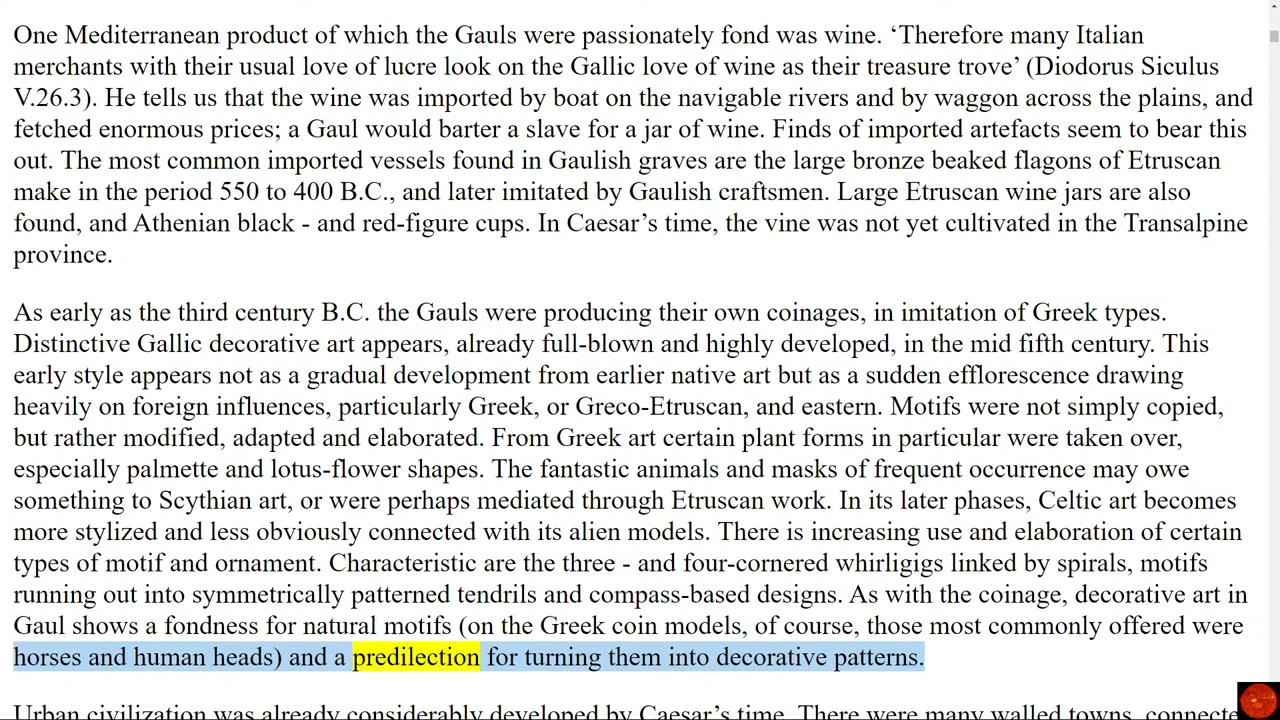 One Mediterranean product of which the Gauls were passionately fond was wine. ‘Therefore many Italian
merchants with their usual love of lucre look on the Gallic love of wine as their treasure trove’ (Diodorus Siculus
V.26.3). He tells us that the wine was imported by boat on the navigable rivers and by waggon across the plains, and
fetched enormous prices; a Gaul would barter a slave for a jar of wine. Finds of imported artefacts seem to bear this
out. The most common imported vessels found in Gaulish graves are the large bronze beaked flagons of Etruscan
make in the period 550 to 400 B.C., and later imitated by Gaulish craftsmen. Large Etruscan wine jars are also
found, and Athenian black - and red-figure cups. In Caesar’s time, the vine was not yet cultivated in the Transalpine
province.
As early as the third century B.C. the Gauls were producing their own coinages, in imitation of Greek types.
Distinctive Gallic decorative art appears, already full-blown and highly developed, in the mid fifth century. This
early style appears not as a gradual development from earlier native art but as a sudden efflorescence drawing
heavily on foreign influences, particularly Greek, or Greco-Etruscan, and eastern. Motifs were not simply copied,
but rather modified, adapted and elaborated. From Greek art certain plant forms in particular were taken over,
especially palmette and lotus-flower shapes. The fantastic animals and masks of frequent occurrence may owe
something to Scythian art, or were perhaps mediated through Etruscan work. In its later phases, Celtic art becomes
more stylized and less obviously connected with its alien models. There is increasing use and elaboration of certain
types of motif and ornament. Characteristic are the three - and four-cornered whirligigs linked by spirals, motifs
running out into symmetrically patterned tendrils and compass-based designs. As with the coinage, decorative art in
Gaul shows a fondness for natural motifs (on the Greek coin models, of course, those most commonly offered were
horses and human heads) and a predilection for turning them into decorative patterns.
Urban civilization was already considerably developed by Caesar’s time. There were many walled towns, connecte